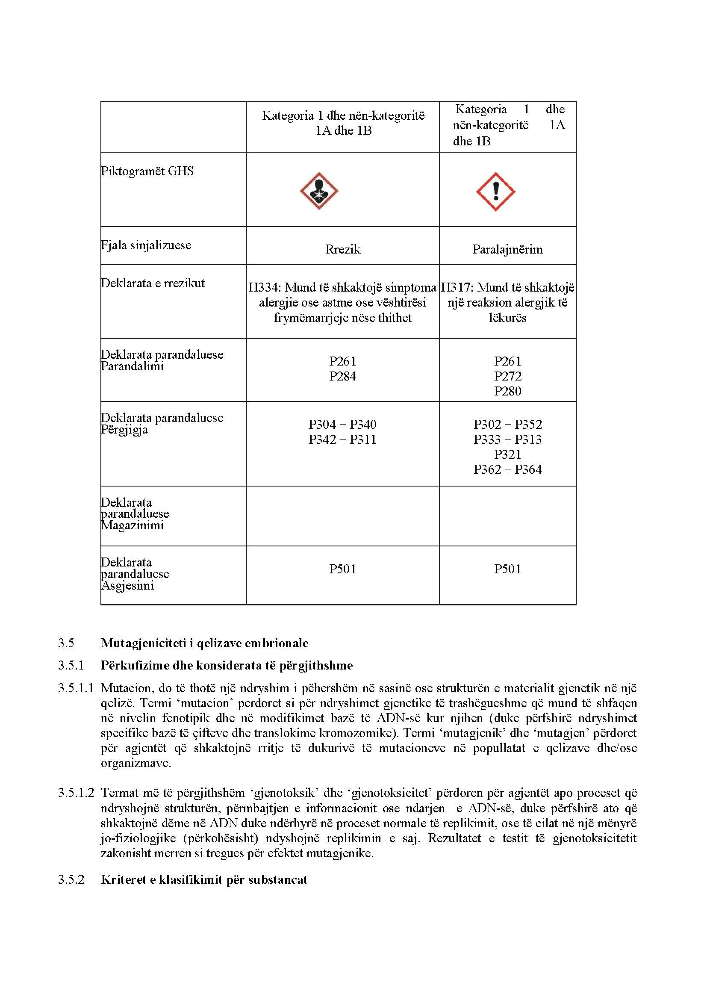 Kategoria 1 dhe nën-kategoritë
1A dhe 1B
Kategoria 1 dhe
nën-kategoritë 1A
dhe 1B
Piktogramët GHS
Fjala sinjalizuese
Rrezik
Paralajmërim
Deklarata e rrezikut
H334: Mund të shkaktojë simptoma
alergjie ose astme ose vështirësi
frymëmarrjeje nëse thithet
H317: Mund të shkaktojë
një reaksion alergjik të
lëkurës
Deklarata parandaluese
Parandalimi
P261
P284
P261
P272
P280
Deklarata parandaluese
Përgjigja
P304 + P340
P342 + P311
P302 + P352
P333 + P313
P321
P362 + P364
Deklarata
parandaluese
Magazinimi
Deklarata
parandaluese
Asgjesimi
P501
P501
3.5 Mutagjeniciteti i qelizave embrionale
3.5.1 Përkufizime dhe konsiderata të përgjithshme
3.5.1.1 Mutacion, do të thotë një ndryshim i pëhershëm në sasinë ose strukturën e materialit gjenetik në një
qelizë. Termi ‘mutacion’ perdoret si për ndryshimet gjenetike të trashëgueshme që mund të shfaqen
në nivelin fenotipik dhe në modifikimet bazë të ADN-së kur njihen (duke përfshirë ndryshimet
specifike bazë të çifteve dhe translokime kromozomike). Termi ‘mutagjenik’ dhe ‘mutagjen’ përdoret
për agjentët që shkaktojnë rritje të dukurivë të mutacioneve në popullatat e qelizave dhe/ose
organizmave.
3.5.1.2 Termat më të përgjithshëm ‘gjenotoksik’ dhe ‘gjenotoksicitet’ përdoren për agjentët apo proceset që
ndryshojnë strukturën, përmbajtjen e informacionit ose ndarjen e ADN-së, duke përfshirë ato që
shkaktojnë dëme në ADN duke ndërhyrë në proceset normale të replikimit, ose të cilat në një mënyrë
jo-fiziologjike (përkohësisht) ndyshojnë replikimin e saj. Rezultatet e testit të gjenotoksicitetit
zakonisht merren si tregues për efektet mutagjenike.
3.5.2 Kriteret e klasifikimit për substancat